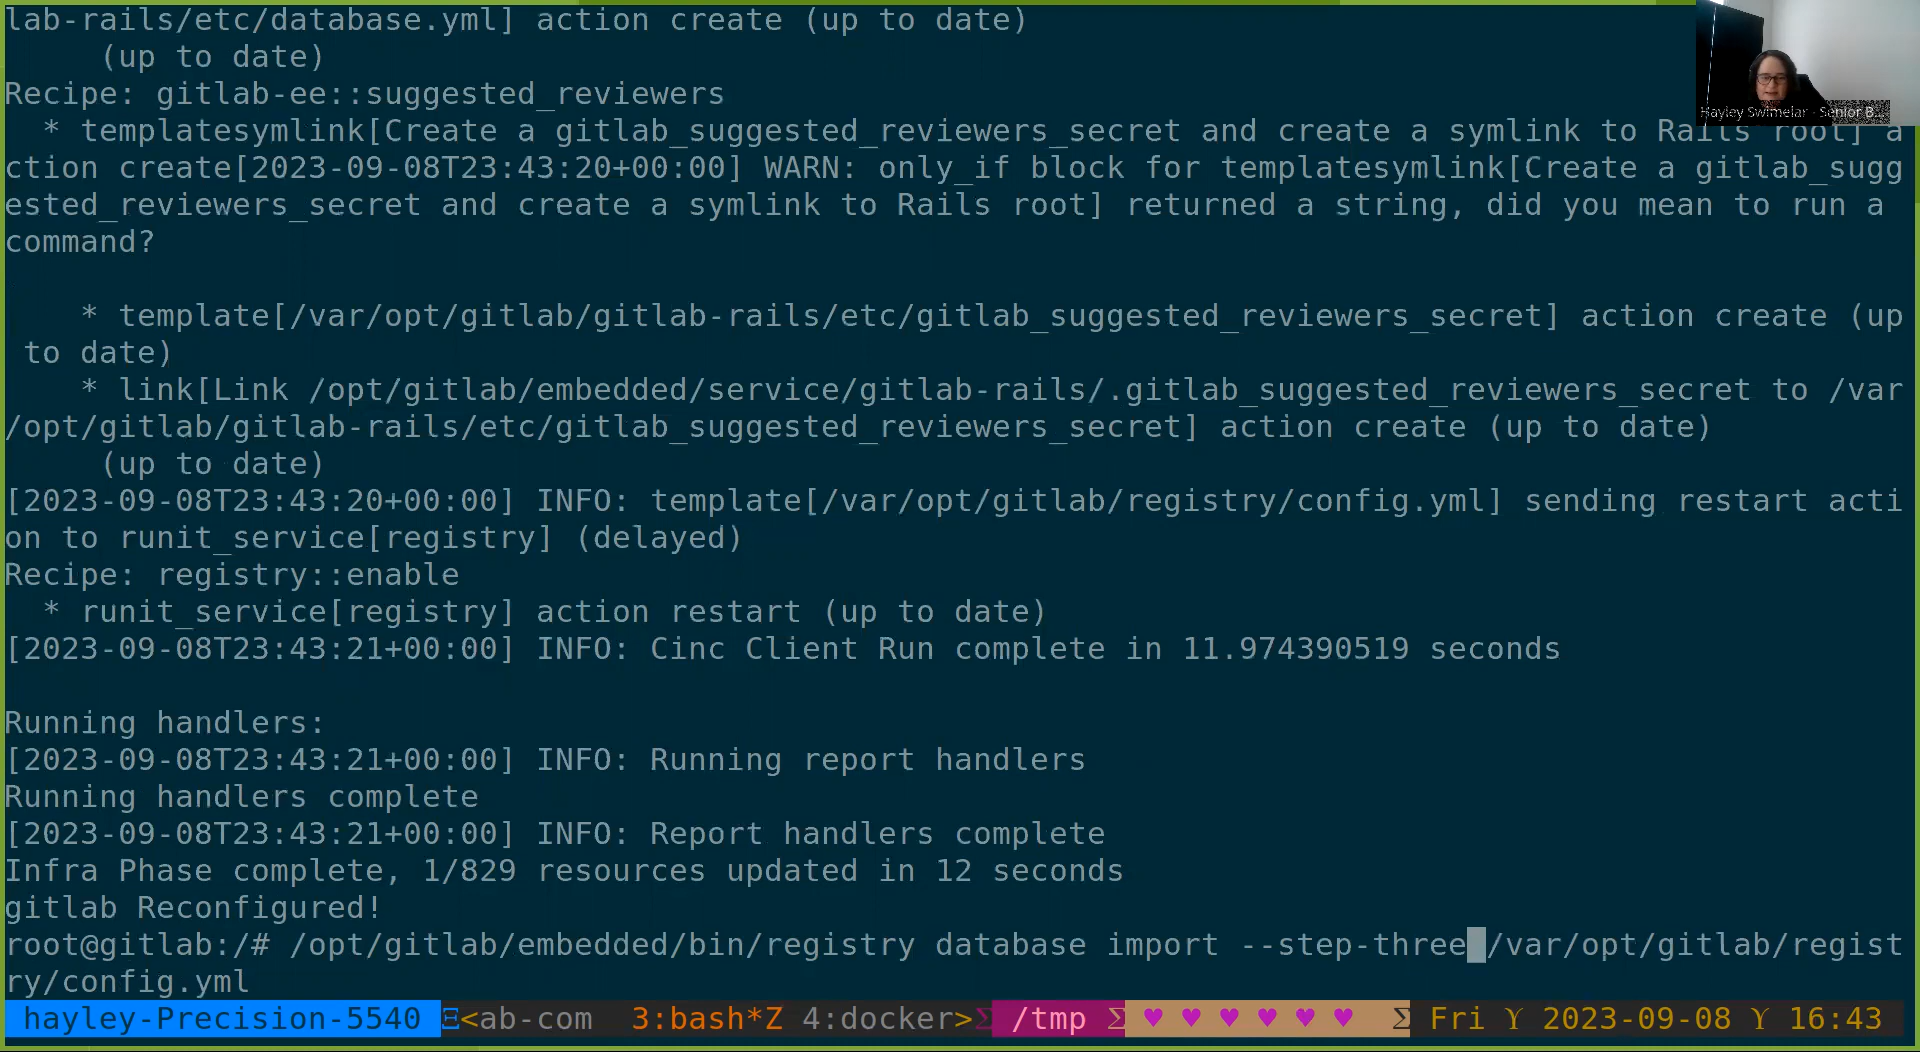 lab-rails/etc/database.yml] action create (up to date)
(up to date)
Recipe: gitlab-ee::suggested_reviewers
* templatesymlink[Create a gitlab_suggested_reviewers_secret and create a symlink to Rails root] a
ction create[2023-09-08T23:43:20+00:00] WARN: only_if block for templatesymlink[Create a gitlab_sugg
ested_reviewers_secret and create a symlink to Rails root] returned a string, did you mean to run a
command?
* template[/var/opt/gitlab/gitlab-rails/etc/gitlab_suggested_reviewers_secret] action create (up
to date)
* link[Link /opt/gitlab/embedded/service/gitlab-rails/.gitlab_suggested_reviewers_secret to /var
/opt/gitlab/gitlab-rails/etc/gitlab_suggested_reviewers_secret] action create (up to date)
(up to date)
[2023-09-08T23:43:20+00:00] INFO: template[/var/opt/gitlab/registry/config.yml] sending restart acti
on to runit_service[registry] (delayed)
Recipe: registry::enable
* runit_service[registry] action restart (up to date)
[2023-09-08T23:43:21+00:00] INFO: Cinc Client Run complete in 11.974390519 seconds
Running handlers:
[2023-09-08T23:43:21+00:00] INFO: Running report handlers
Running handlers complete
[2023-09-08T23:43:21+00:00] INFO: Report handlers complete
Infra Phase complete, 1/829 resources updated in 12 seconds
gitlab Reconfigured!
root@gitlab:/# /opt/gitlab/embedded/bin/registry database import --step-three /var/opt/gitlab/regist
ry/config.yml
hayley-Precision-5540 Ξ<ab-com 3:bash*Z 4:docker>Σ /tmp Σ ♥ ♥ ♥ ♥ ♥ ♥ Σ Fri ϒ 2023-09-08 ϒ 16:43
Hayley Swimelar - Senior B...